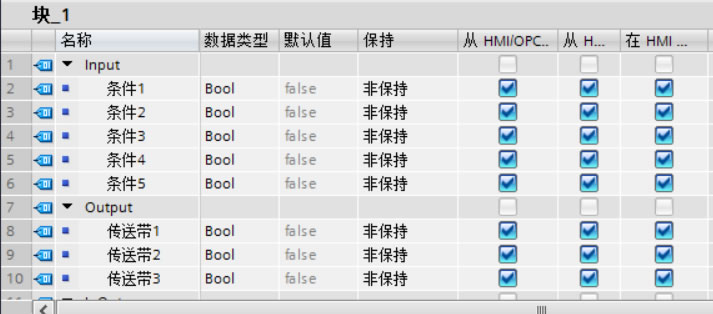 块_1
名称 数据类型 默认值 保持 从 HMI/OPC.. 从 H... 在 HMI ...
1 Input
2 条件1 Bool false 非保持
3 条件2 Bool false 非保持
4 条件3 Bool false 非保持
5 条件4 Bool false 非保持
6 条件5 Bool false 非保持
7 Output
8 传送带1 Bool false 非保持
9 传送带2 Bool false 非保持
10 传送带3 Bool false 非保持